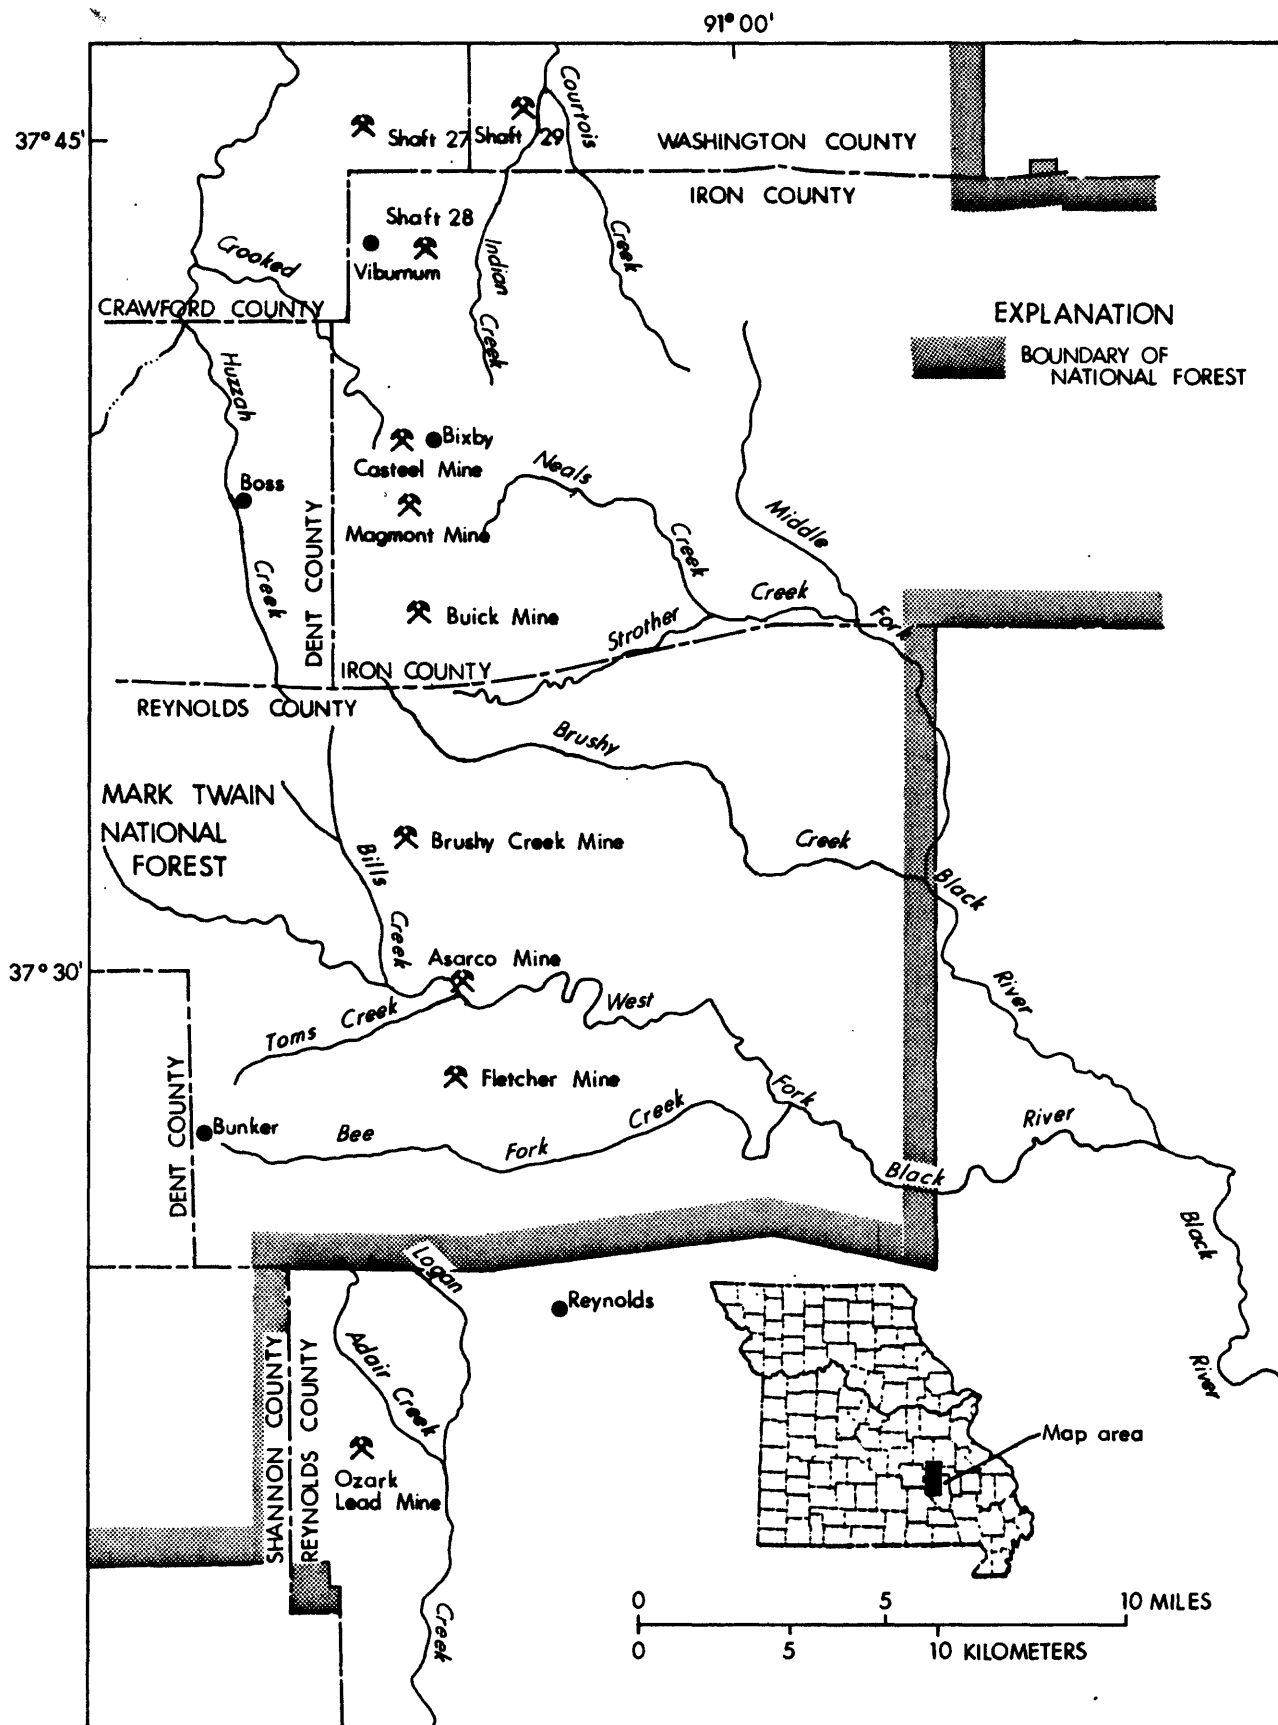 91° 00'
37° 45'
Shaft 27
Shaft 29
Courtois
Creek
WASHINGTON COUNTY
IRON COUNTY
Shaft 28
Viburnum
Indian
Creek
Crooked
CRAWFORD COUNTY
EXPLANATION
BOUNDARY OF
NATIONAL FOREST
Huzzah
Creek
Boss
DENT COUNTY
Bixby
Casteel Mine
Magmont Mine
Neals
Creek
Middle
Fork
Buick Mine
Strother
Creek
IRON COUNTY
REYNOLDS COUNTY
Brushy
Creek
MARK TWAIN
NATIONAL
FOREST
Bills
Creek
Brushy Creek Mine
Black
River
37° 30'
Asarco Mine
Toms Creek
West
Fork
Black
River
Fletcher Mine
DENT COUNTY
Bunker
Bee
Fork
Creek
Black
River
Logan
Creek
Reynolds
Adair Creek
SHANNON COUNTY
REYNOLDS COUNTY
Ozark
Lead Mine
Map area
0 5 10 MILES
0 5 10 KILOMETERS